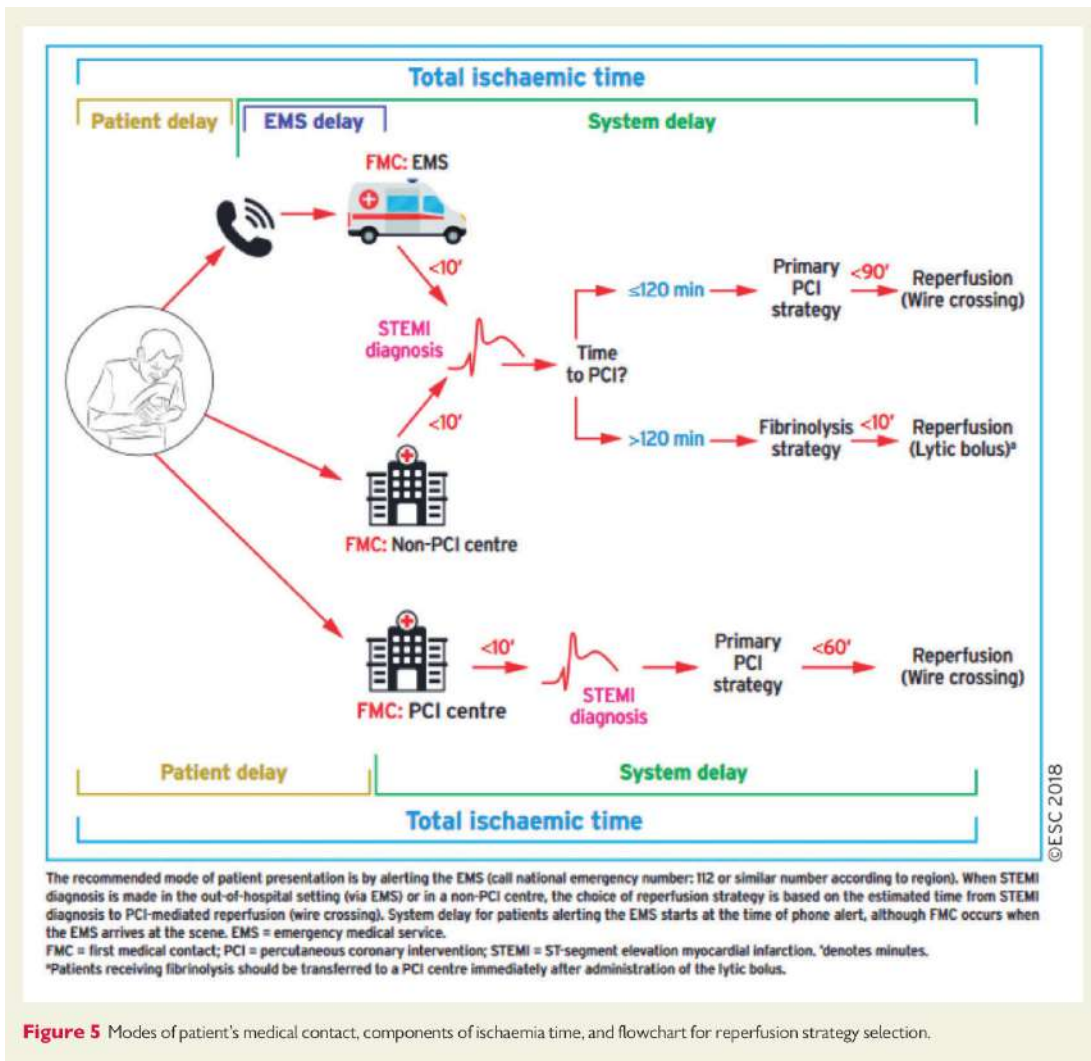 Total ischaemic time
Patient delay
EMS delay
System delay
FMC: EMS
<10'
STEMI
diagnosis
<10'
Time
to PCI?
≤120 min
Primary
PCI
strategy
<90'
Reperfusion
(Wire crossing)
>120 min
Fibrinolysis
strategy
<10'
Reperfusion
(Lytic bolus)ª
FMC: Non-PCI centre
FMC: PCI centre
<10'
STEMI
diagnosis
Primary
PCI
strategy
<60'
Reperfusion
(Wire crossing)
Patient delay
System delay
Total ischaemic time
©ESC 2018
The recommended mode of patient presentation is by alerting the EMS (call national emergency number: 112 or similar number according to region). When STEMI
diagnosis is made in the out-of-hospital setting (via EMS) or in a non-PCI centre, the choice of reperfusion strategy is based on the estimated time from STEMI
diagnosis to PCI-mediated reperfusion (wire crossing). System delay for patients alerting the EMS starts at the time of phone alert, although FMC occurs when
the EMS arrives at the scene. EMS = emergency medical service.
FMC = first medical contact; PCI = percutaneous coronary intervention; STEMI = ST-segment elevation myocardial infarction. 'denotes minutes.
ªPatients receiving fibrinolysis should be transferred to a PCI centre immediately after administration of the lytic bolus.
Figure 5 Modes of patient's medical contact, components of ischaemia time, and flowchart for reperfusion strategy selection.